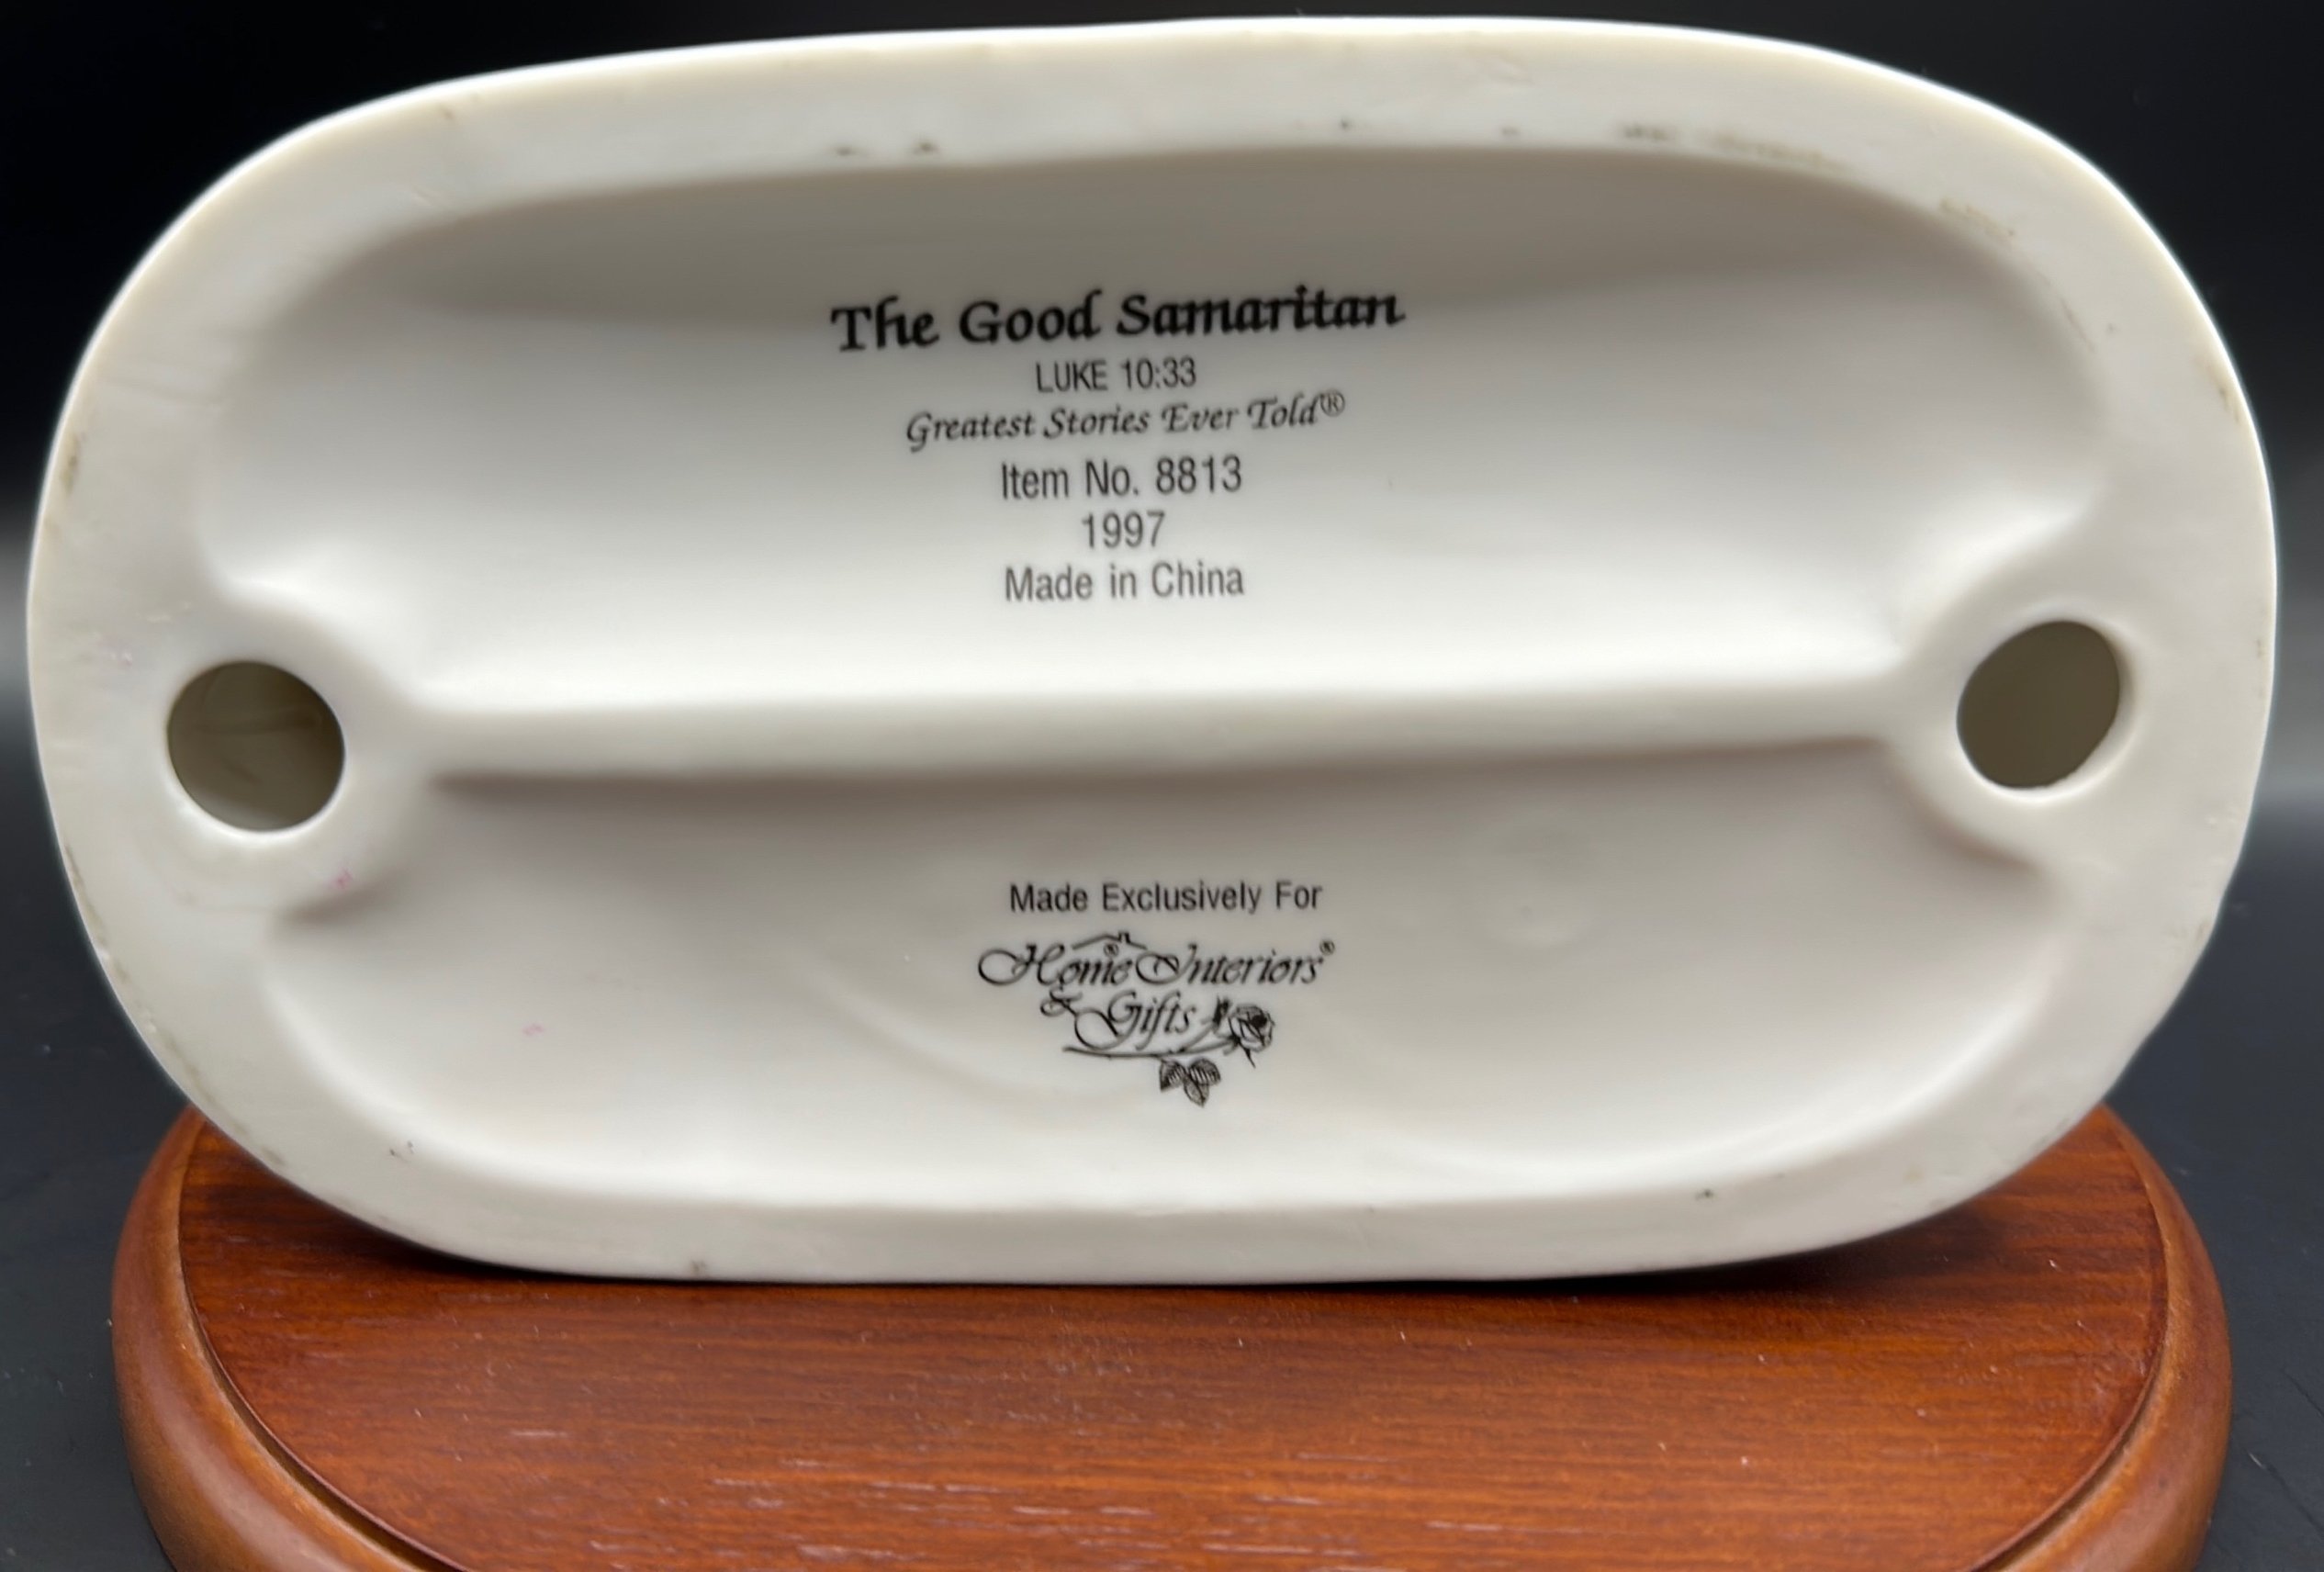 The Good Samaritan
LUKE 10:33
Greatest Stories Ever Told®
Item No. 8813
1997
Made in China
Made Exclusively For
Home Interiors®
& Gifts